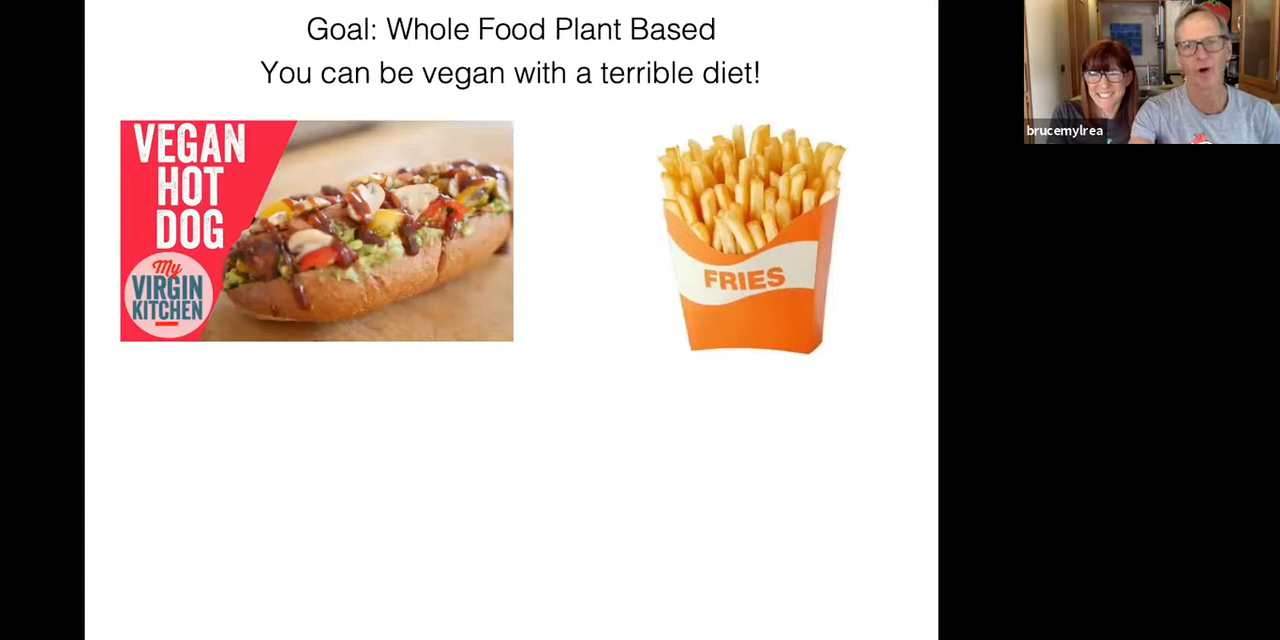 Goal: Whole Food Plant Based
You can be vegan with a terrible diet!
VEGAN
HOT
DOG
My
VIRGIN
KITCHEN
FRIES
brucemylrea